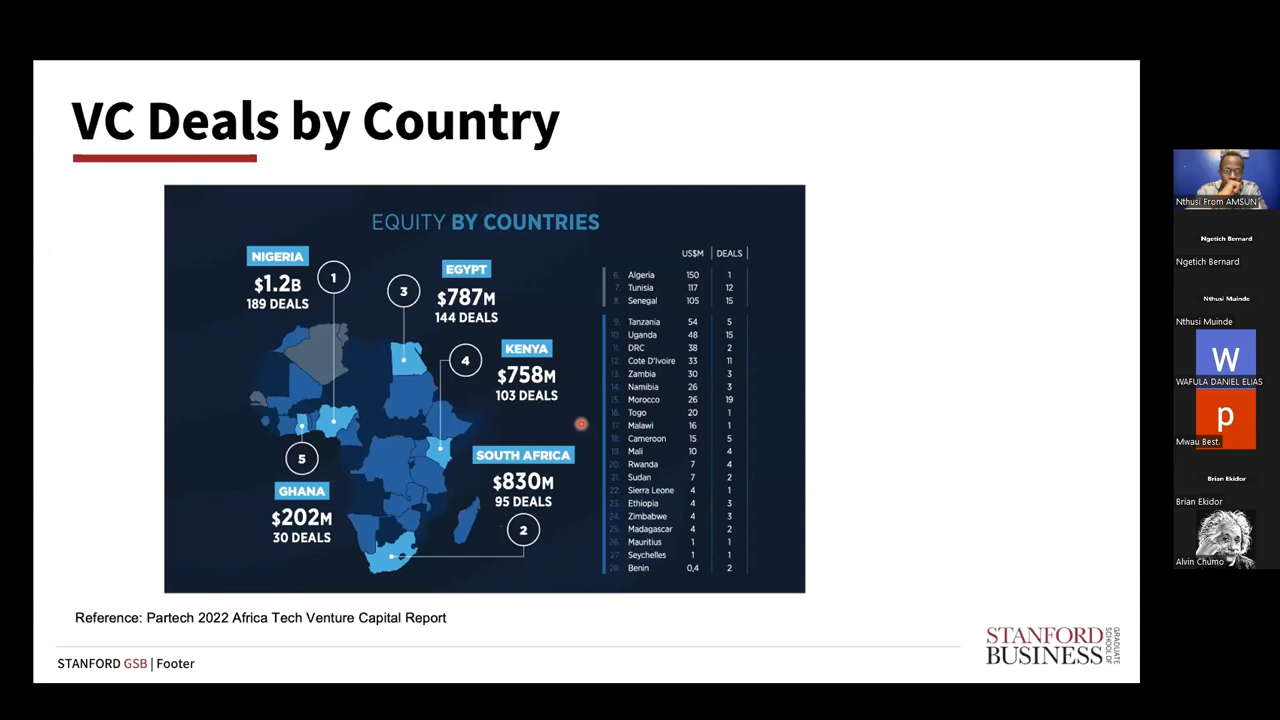 VC Deals by Country
EQUITY BY COUNTRIES
NIGERIA
$1.2B
189 DEALS
1
3
EGYPT
$787M
144 DEALS
4
KENYA
$758M
103 DEALS
SOUTH AFRICA
$830M
95 DEALS
2
5
GHANA
$202M
30 DEALS
US$M DEALS
6. Algeria 150 1
7. Tunisia 117 12
8. Senegal 105 15
9. Tanzania 54 5
10. Uganda 48 15
11. DRC 38 2
12. Cote D'Ivoire 33 11
13. Zambia 30 3
14. Namibia 26 3
15. Morocco 26 19
16. Togo 20 1
17. Malawi 16 1
18. Cameroon 15 5
19. Mali 10 4
20. Rwanda 7 4
21. Sudan 7 2
22. Sierra Leone 4 1
23. Ethiopia 4 3
24. Zimbabwe 4 3
25. Madagascar 4 2
26. Mauritius 1 1
27. Seychelles 1 1
28. Benin 0,4 2
Reference: Partech 2022 Africa Tech Venture Capital Report
STANFORD GSB | Footer
STANFORD
BUSINESS
GRADUATE
SCHOOL OF
Nthusi From AMSUN
Ngetich Bernard
Ngetich Bernard
Nthusi Muinde
Nthusi Muinde
W
WAFULA DANIEL ELIAS
p
Mwau Best.
Brian Ekidor
Brian Ekidor
Alvin Chumo